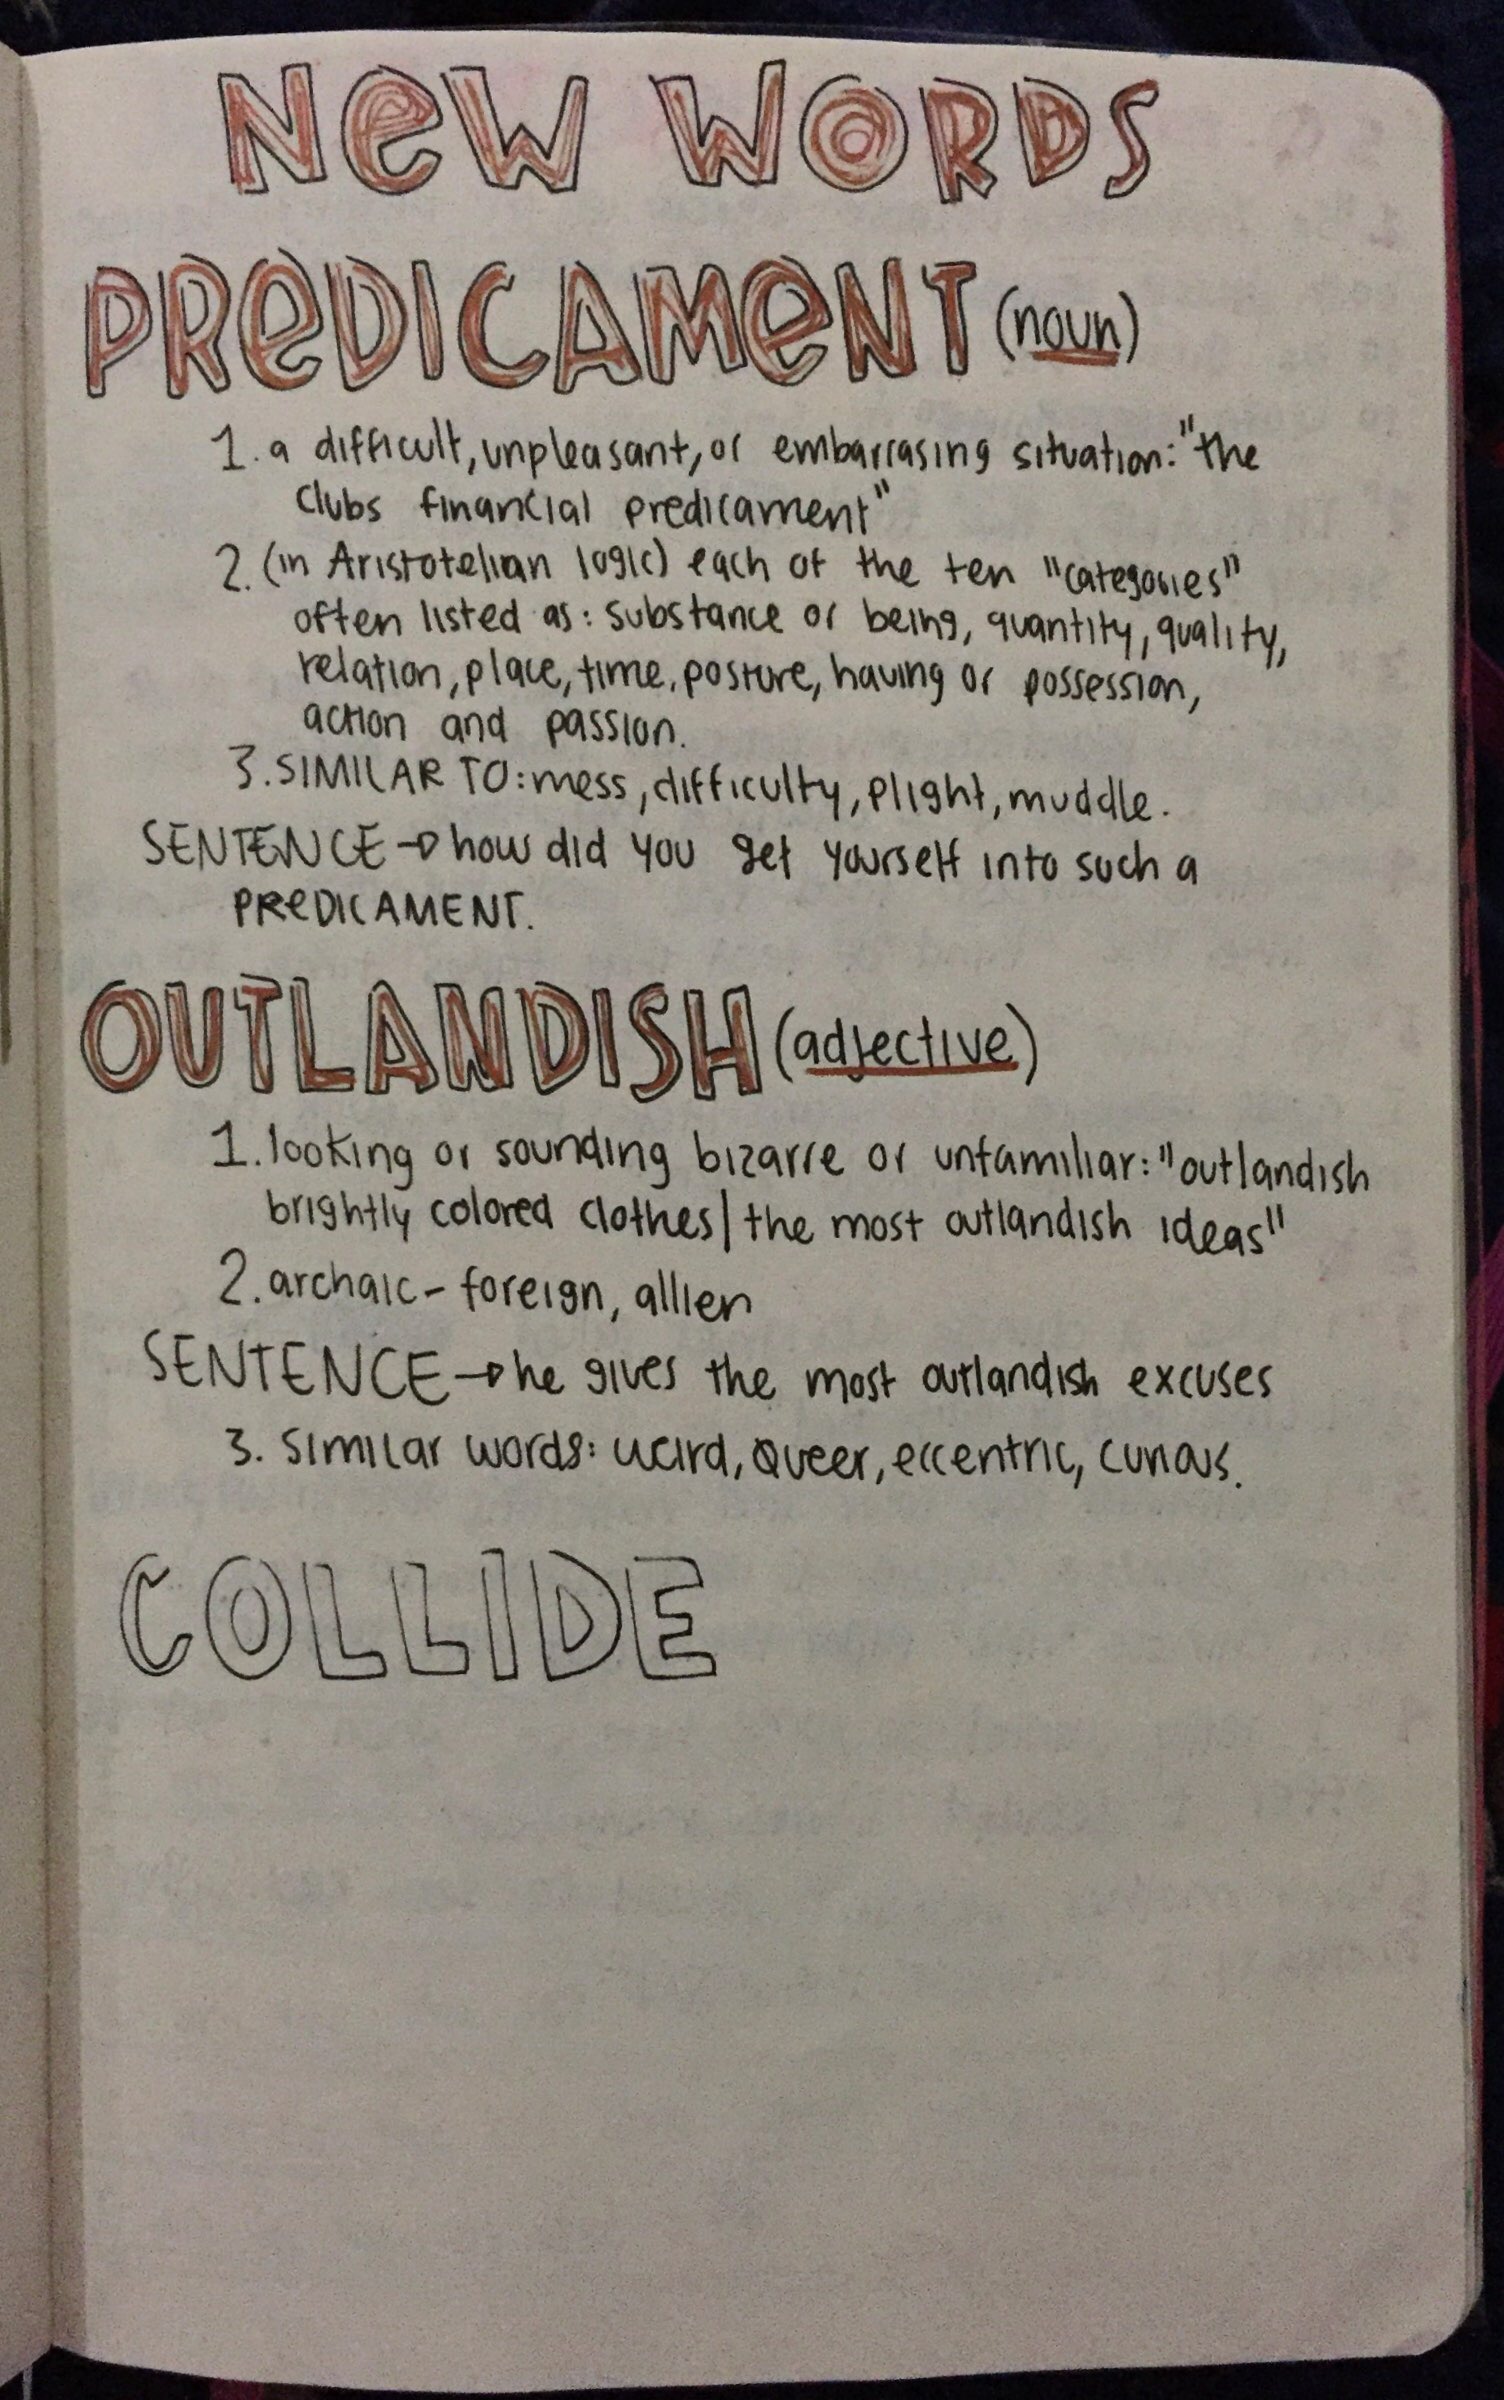 NeW WORDS
PReDICAMeNT (noun)
1. a difficult, unpleasant, or embarrasing situation: "the
clubs financial predicament"
2. (in Aristotelian logic) each of the ten "categories"
often listed as: substance or being, quantity, quality,
relation, place, time, posture, having or possession,
action and passion.
3. SIMILAR TO: mess, difficulty, plight, muddle.
SENTENCE → how did you get yourself into such a
PReDICAMENT.
OUTLANDISH (adjective)
1. looking or sounding bizarre or unfamiliar: "outlandish
brightly colored clothes | the most outlandish ideas"
2. archaic - foreign, allien
SENTENCE → he gives the most outlandish excuses
3. similar words: weird, queer, eccentric, curious.
COLLIDE